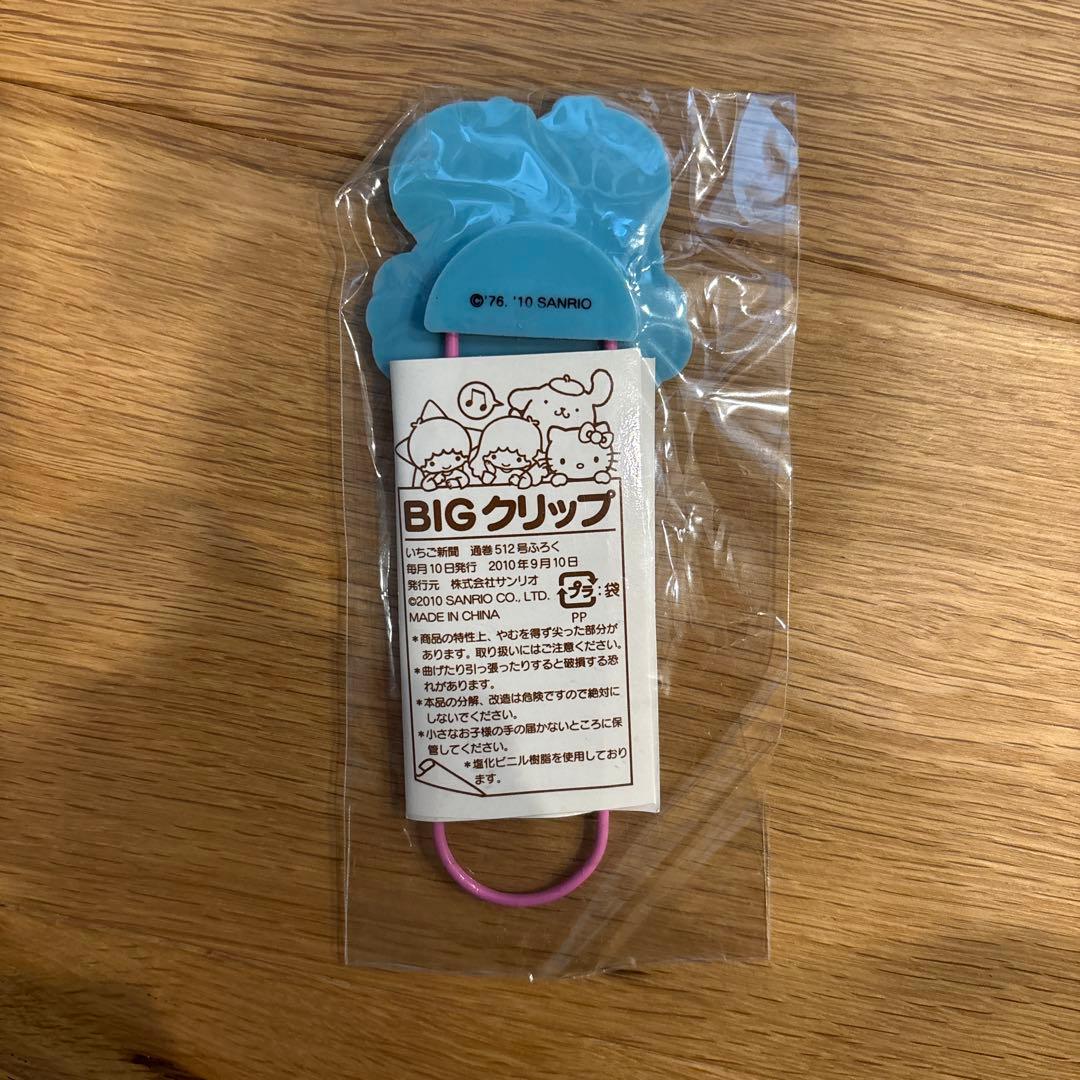 ©'76. '10 SANRIO
BIGクリップ
いちご新聞 通巻512号ふろく
毎月10日発行 2010年9月10日
発行元 株式会社サンリオ
©2010 SANRIO CO., LTD.
MADE IN CHINA
プラ:袋
PP
*商品の特性上、やむを得ず尖った部分が
あります。取り扱いにはご注意ください。
*曲げたり引っ張ったりすると破損する恐
れがあります。
*本品の分解、改造は危険ですので絶対に
しないでください。
*小さなお子様の手の届かないところに保
管してください。
*塩化ビニル樹脂を使用しており
ます。